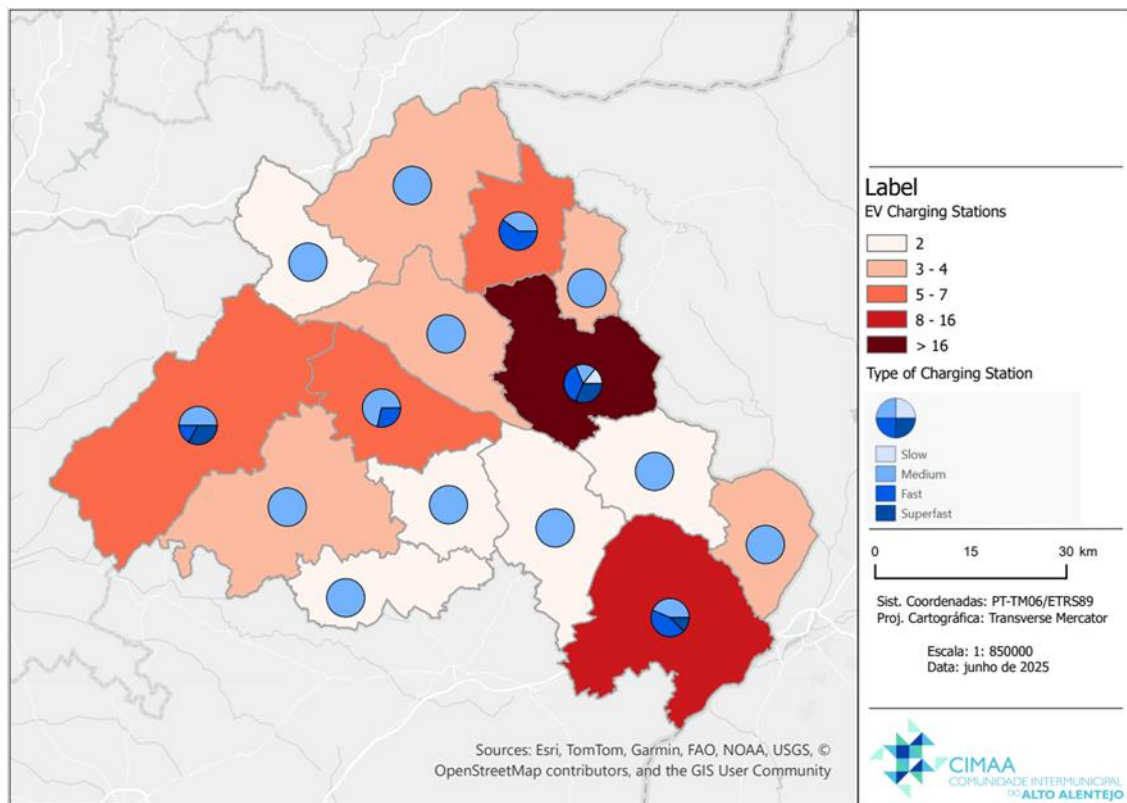 Label
EV Charging Stations
2
3 - 4
5 - 7
8 - 16
> 16
Type of Charging Station
Slow
Medium
Fast
Superfast
0 15 30 km
Sist. Coordenadas: PT-TM06/ETRS89
Proj. Cartográfica: Transverse Mercator
Escala: 1: 850000
Data: junho de 2025
Sources: Esri, TomTom, Garmin, FAO, NOAA, USGS, ©
OpenStreetMap contributors, and the GIS User Community
CIMAA
COMUNIDADE INTERMUNICIPAL
DO ALTO ALENTEJO